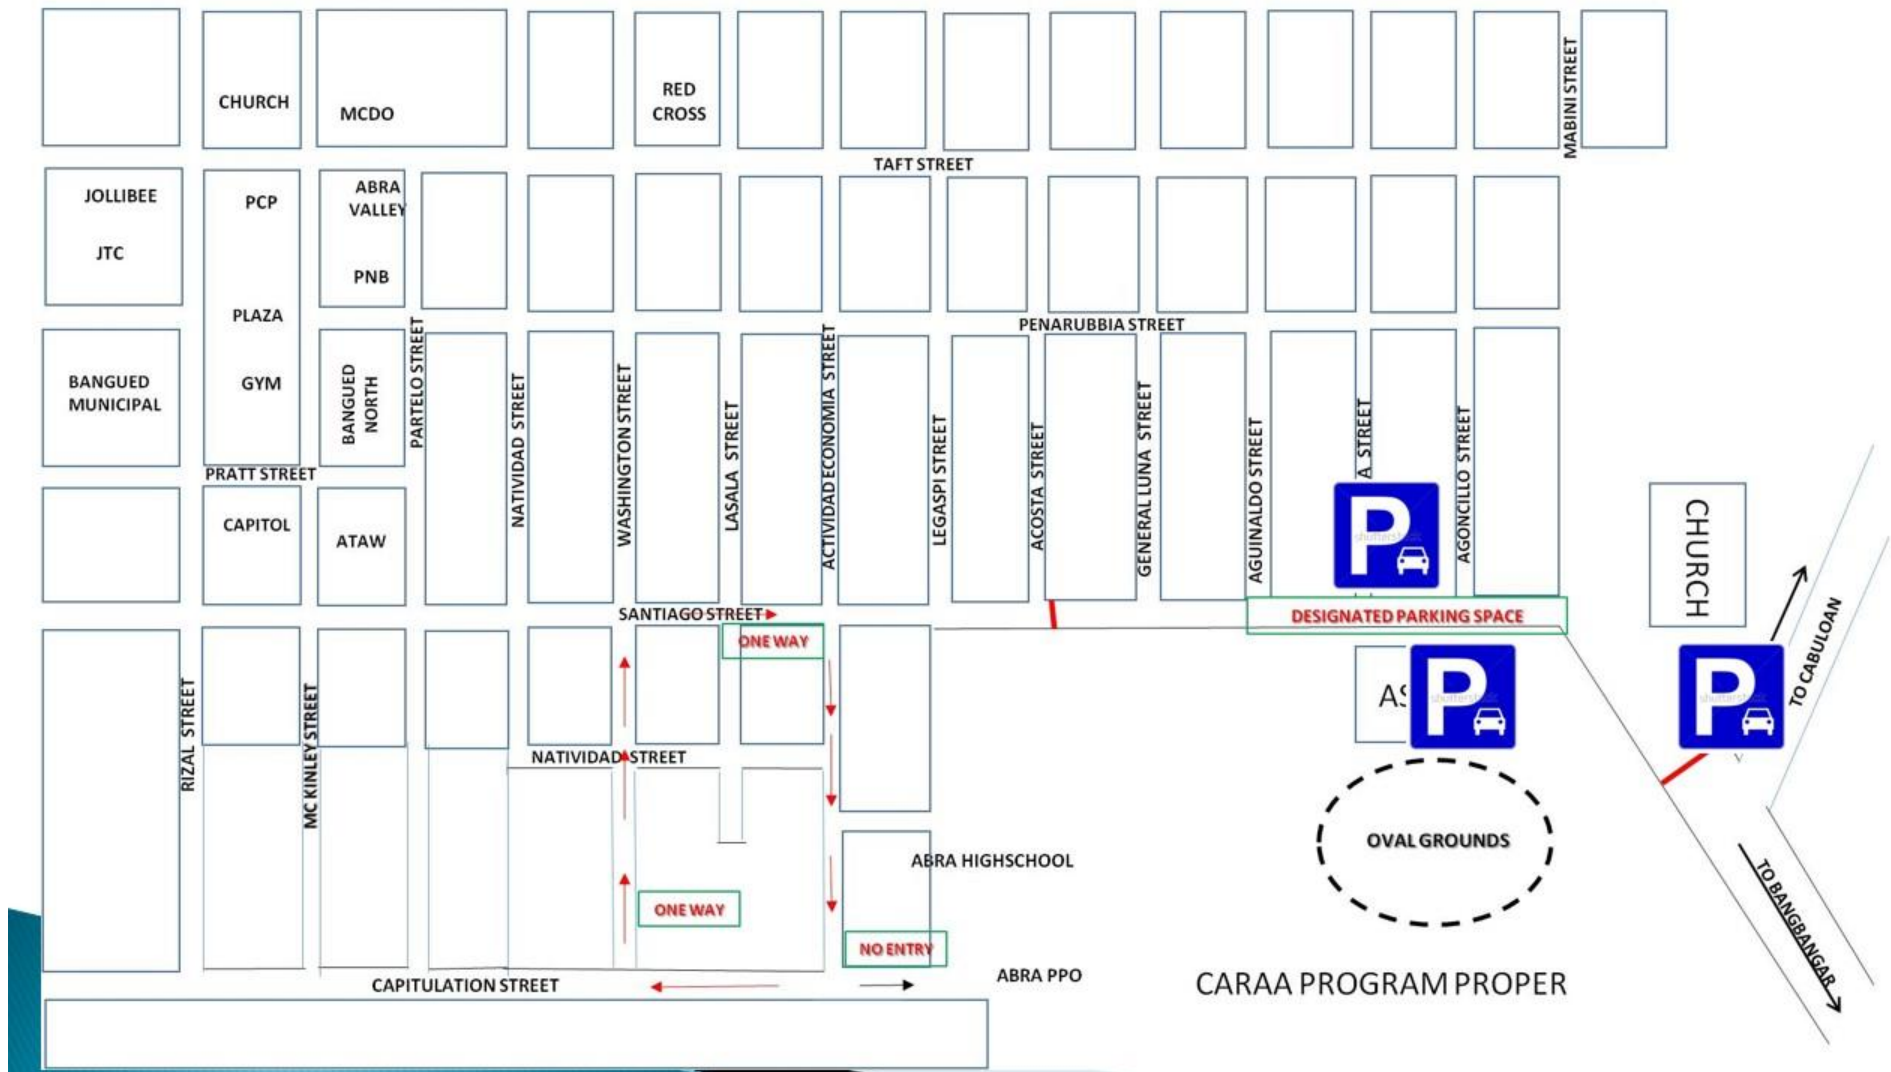 CHURCH
MCDO
RED
CROSS
MABINI STREET
TAFT STREET
JOLLIBEE
JTC
PCP
ABRA
VALLEY
PNB
PLAZA
GYM
PENARUBBIA STREET
BANGUED
MUNICIPAL
BANGUED
NORTH
PARTELO STREET
NATIVIDAD STREET
WASHINGTON STREET
LASALA STREET
ACTIVIDAD ECONOMIA STREET
LEGASPI STREET
ACOSTA STREET
GENERAL LUNA STREET
AGUINALDO STREET
A STREET
AGONCILLO STREET
PRATT STREET
CAPITOL
ATAW
P
shutterstock
CHURCH
SANTIAGO STREET
ONE WAY
DESIGNATED PARKING SPACE
RIZAL STREET
MC KINLEY STREET
AS
P
shutterstock
P
shutterstock
TO CABULOAN
NATIVIDAD STREET
OVAL GROUNDS
ABRA HIGHSCHOOL
ONE WAY
NO ENTRY
TO BANGBANGAR
CAPITULATION STREET
ABRA PPO
CARAA PROGRAM PROPER